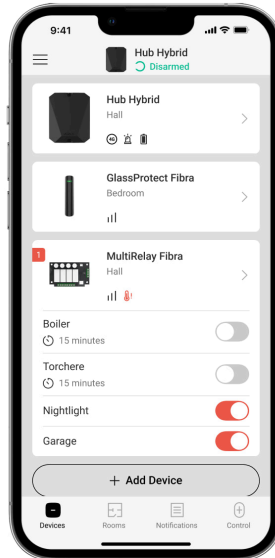 9:41
Hub Hybrid
Disarmed
Hub Hybrid
Hall
4G
GlassProtect Fibra
Bedroom
1
MultiRelay Fibra
Hall
Boiler
15 minutes
Torchere
15 minutes
Nightlight
Garage
+ Add Device
Devices
Rooms
Notifications
Control